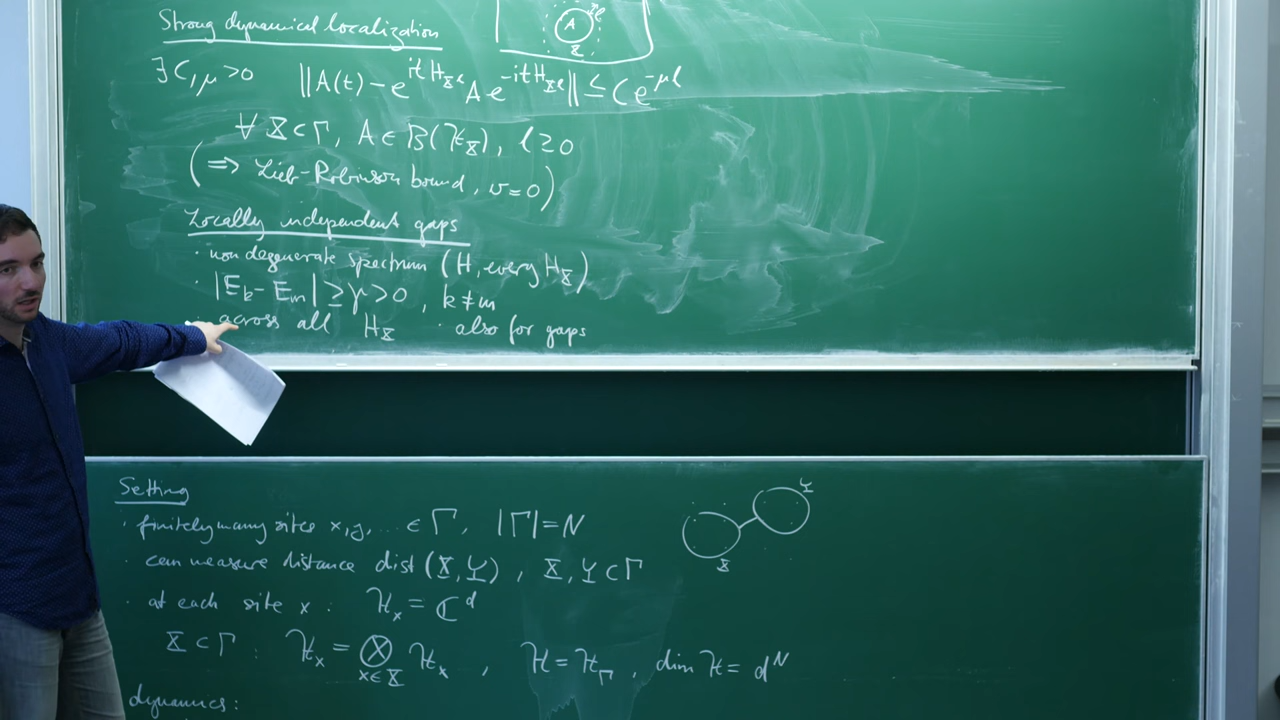 Strong dynamical localization
A
l
X
∃ C, μ > 0 ‖A(t) − e^{itH_{X^l}} A e^{−itH_{X^l}}‖ ≤ C e^{−μl}
∀ X ⊂ Γ, A ∈ B(H_X), l ≥ 0
(⇒ Lieb-Robinson bound, v=0)
Locally independent gaps
· non degenerate spectrum (H, every H_X)
· |E_k − E_m| ≥ γ > 0, k ≠ m
· across all H_X · also for gaps
Setting
· finitely many sites x, y, ... ∈ Γ, |Γ| = N
· can measure distance dist(X, Y), X, Y ⊂ Γ
X
Y
· at each site x: H_x = ℂ^d
X ⊂ Γ: H_X = ⊗_{x∈X} H_x, H = H_Γ, dim H = d^N
dynamics: